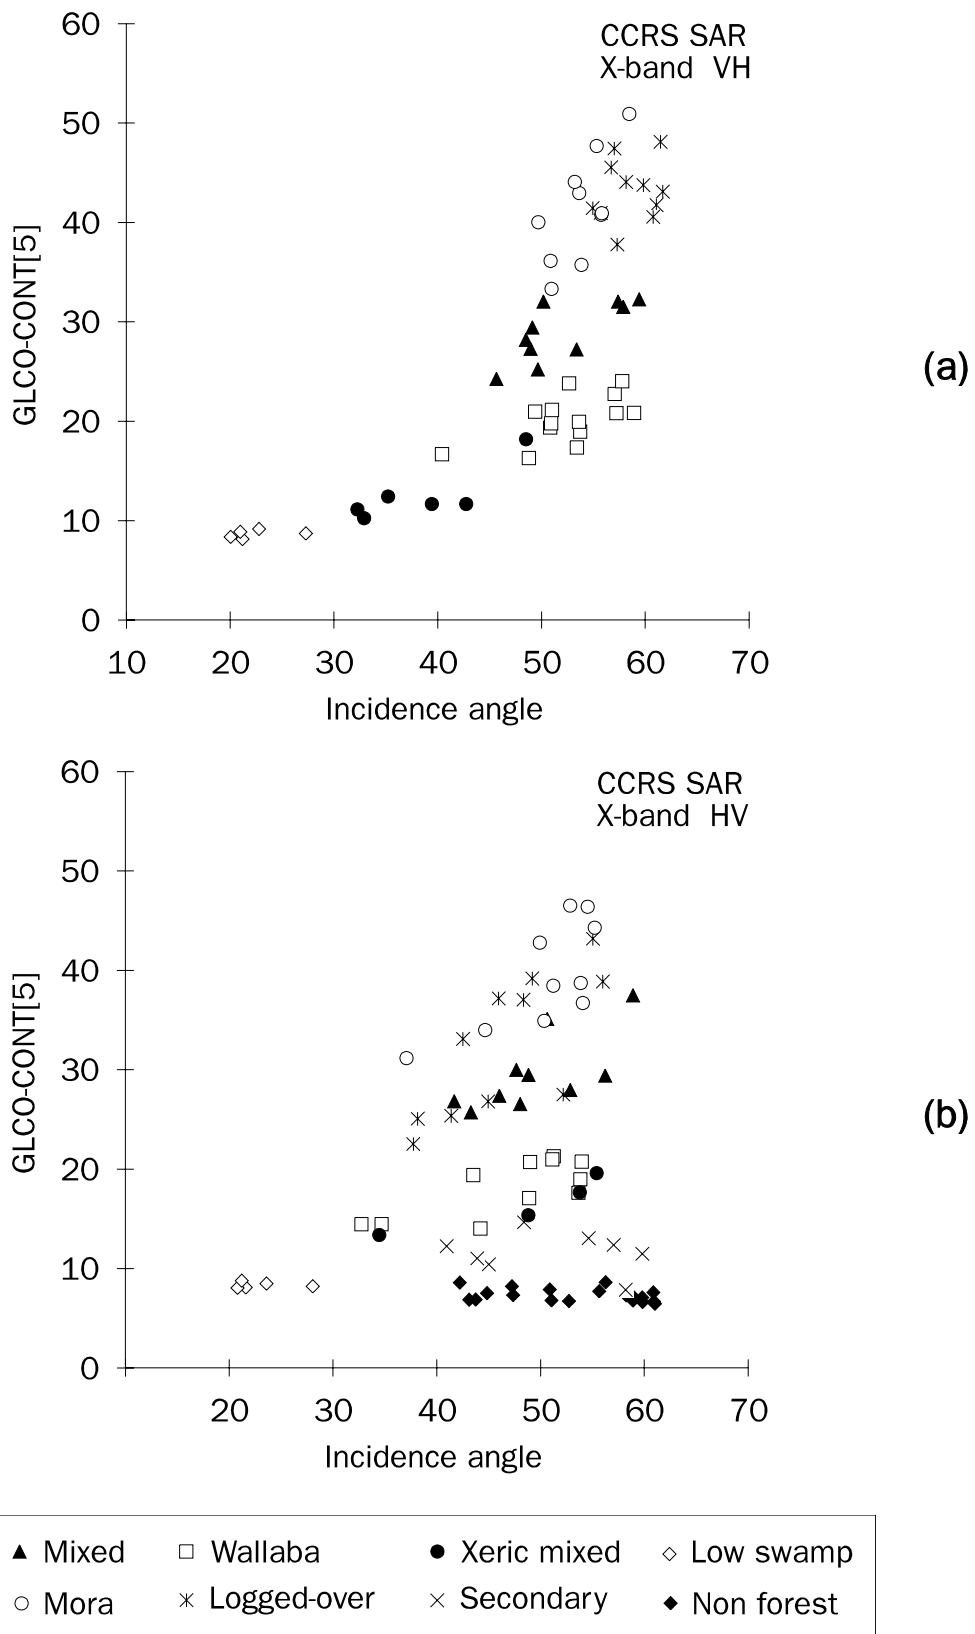 60
CCRS SAR
X-band VH
50
40
30
20
10
0
GLCO-CONT[5]
(a)
10 20 30 40 50 60 70
Incidence angle
60
CCRS SAR
X-band HV
50
40
30
20
10
0
GLCO-CONT[5]
(b)
20 30 40 50 60 70
Incidence angle
Mixed Wallaba Xeric mixed Low swamp
Mora Logged-over Secondary Non forest